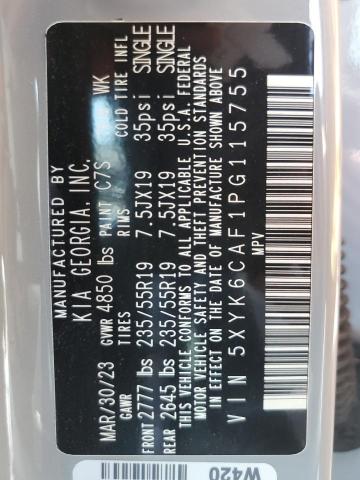 MANUFACTURED BY
KIA GEORGIA, INC.
MAR/30/23 GVWR 4850 lbs PAINT C7S WK
GAWR TIRES RIMS COLD TIRE INFL
FRONT 2777 lbs 235/55R19 7.5JX19 35psi SINGLE
REAR 2645 lbs 235/55R19 7.5JX19 35psi SINGLE
THIS VEHICLE CONFORMS TO ALL APPLICABLE U.S.A. FEDERAL
MOTOR VEHICLE SAFETY AND THEFT PREVENTION STANDARDS
IN EFFECT ON THE DATE OF MANUFACTURE SHOWN ABOVE
VIN 5XYK6CAF1PG115755
MPV
W420